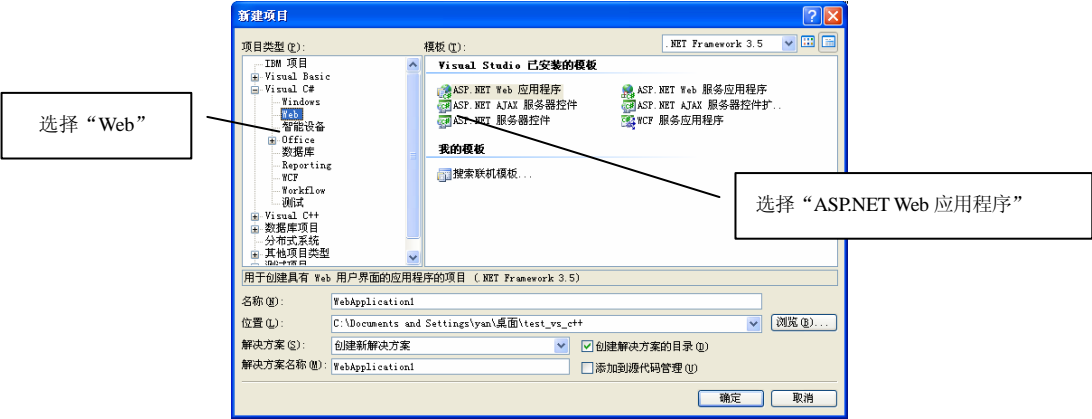 新建项目
项目类型(P):
模板(T):
.NET Framework 3.5
IBM 项目
Visual Basic
Visual C#
Windows
Web
智能设备
Office
数据库
Reporting
WCF
Workflow
测试
Visual C++
数据库项目
分布式系统
其他项目类型
测试项目
Visual Studio 已安装的模板
ASP.NET Web 应用程序
ASP.NET Web 服务应用程序
ASP.NET AJAX 服务器控件
ASP.NET AJAX 服务器控件扩..
ASP.NET 服务器控件
WCF 服务应用程序
我的模板
搜索联机模板...
选择“Web”
选择“ASP.NET Web 应用程序”
用于创建具有 Web 用户界面的应用程序的项目 (.NET Framework 3.5)
名称(N):
WebApplication1
位置(L):
C:\Documents and Settings\yan\桌面\test_vs_c++
浏览(B)...
解决方案(S):
创建新解决方案
创建解决方案的目录(D)
解决方案名称(M):
WebApplication1
添加到源代码管理(U)
确定
取消